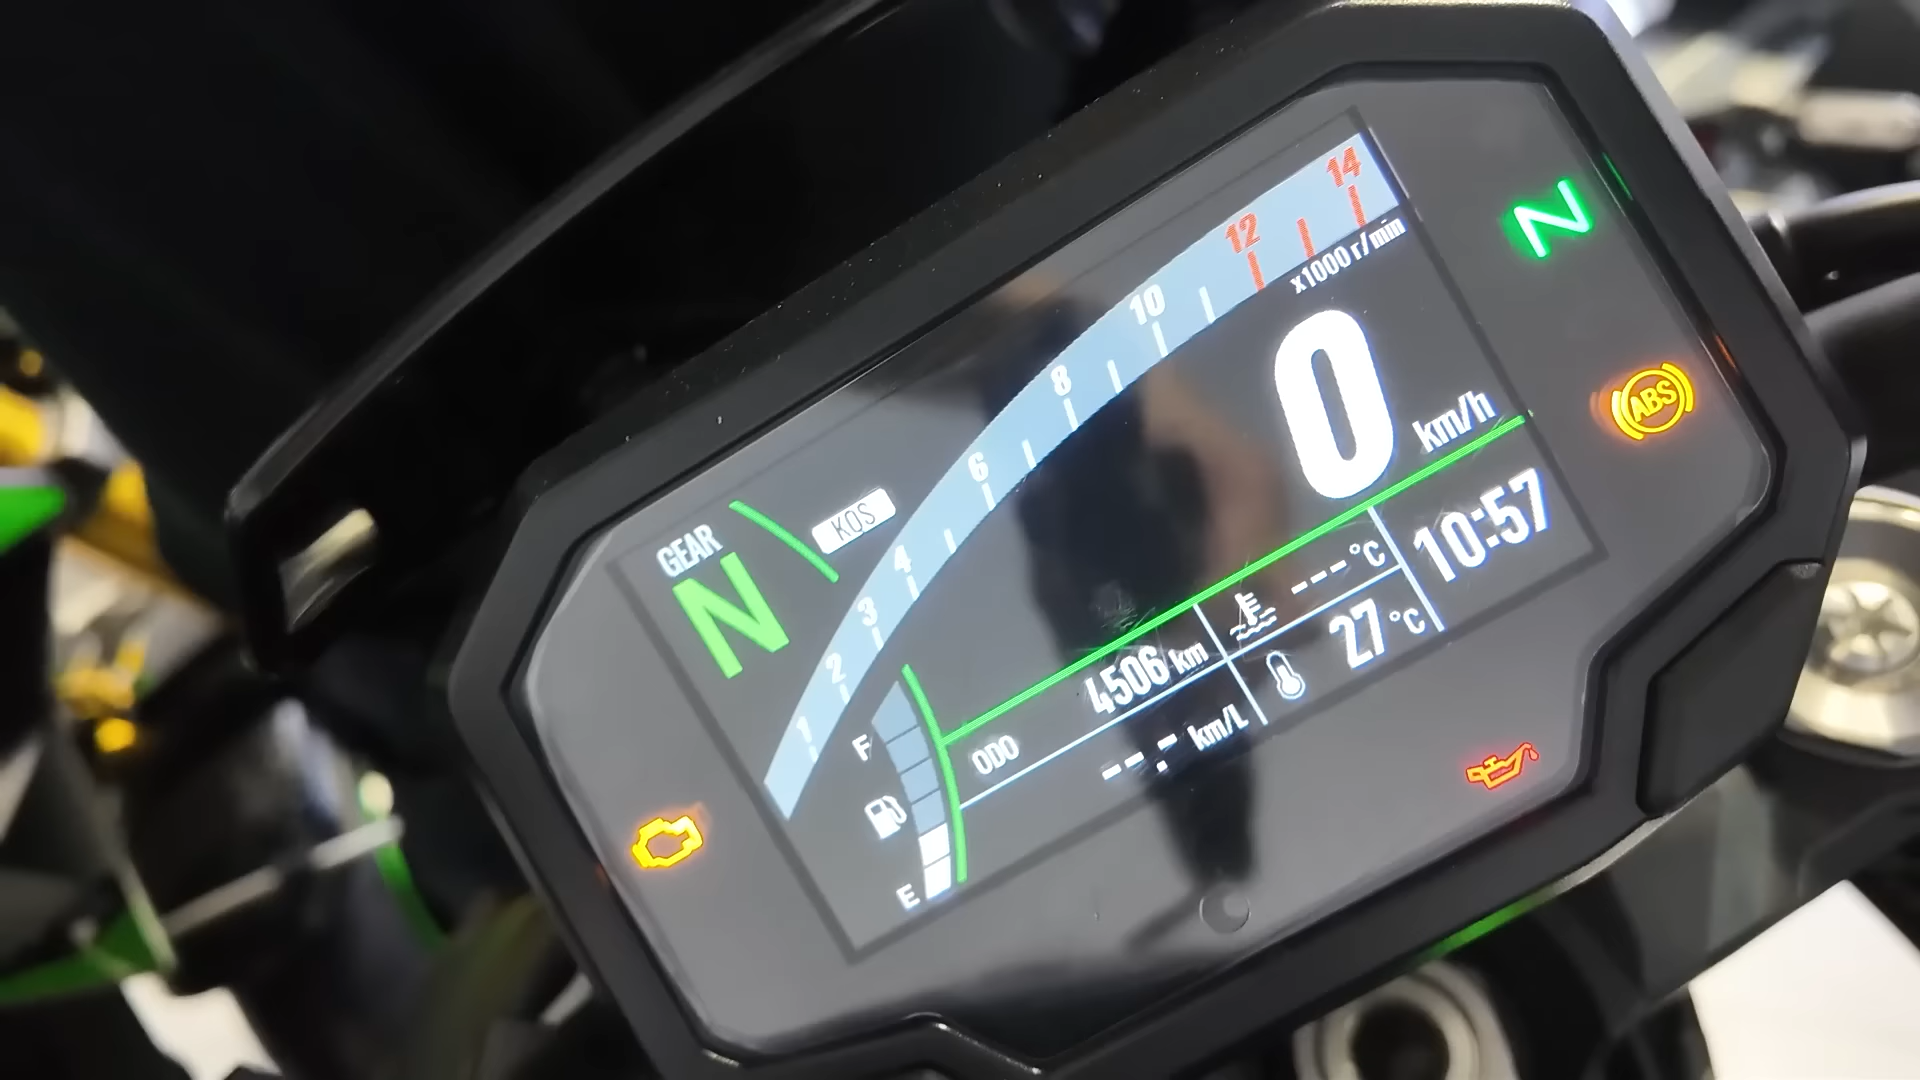 14
12
x1000 r/min
10
8
6
4
3
2
1
0 km/h
GEAR
N
KQS
N
ABS
10:57
---°C
27°C
4506 km
ODO
--.- km/L
F
E